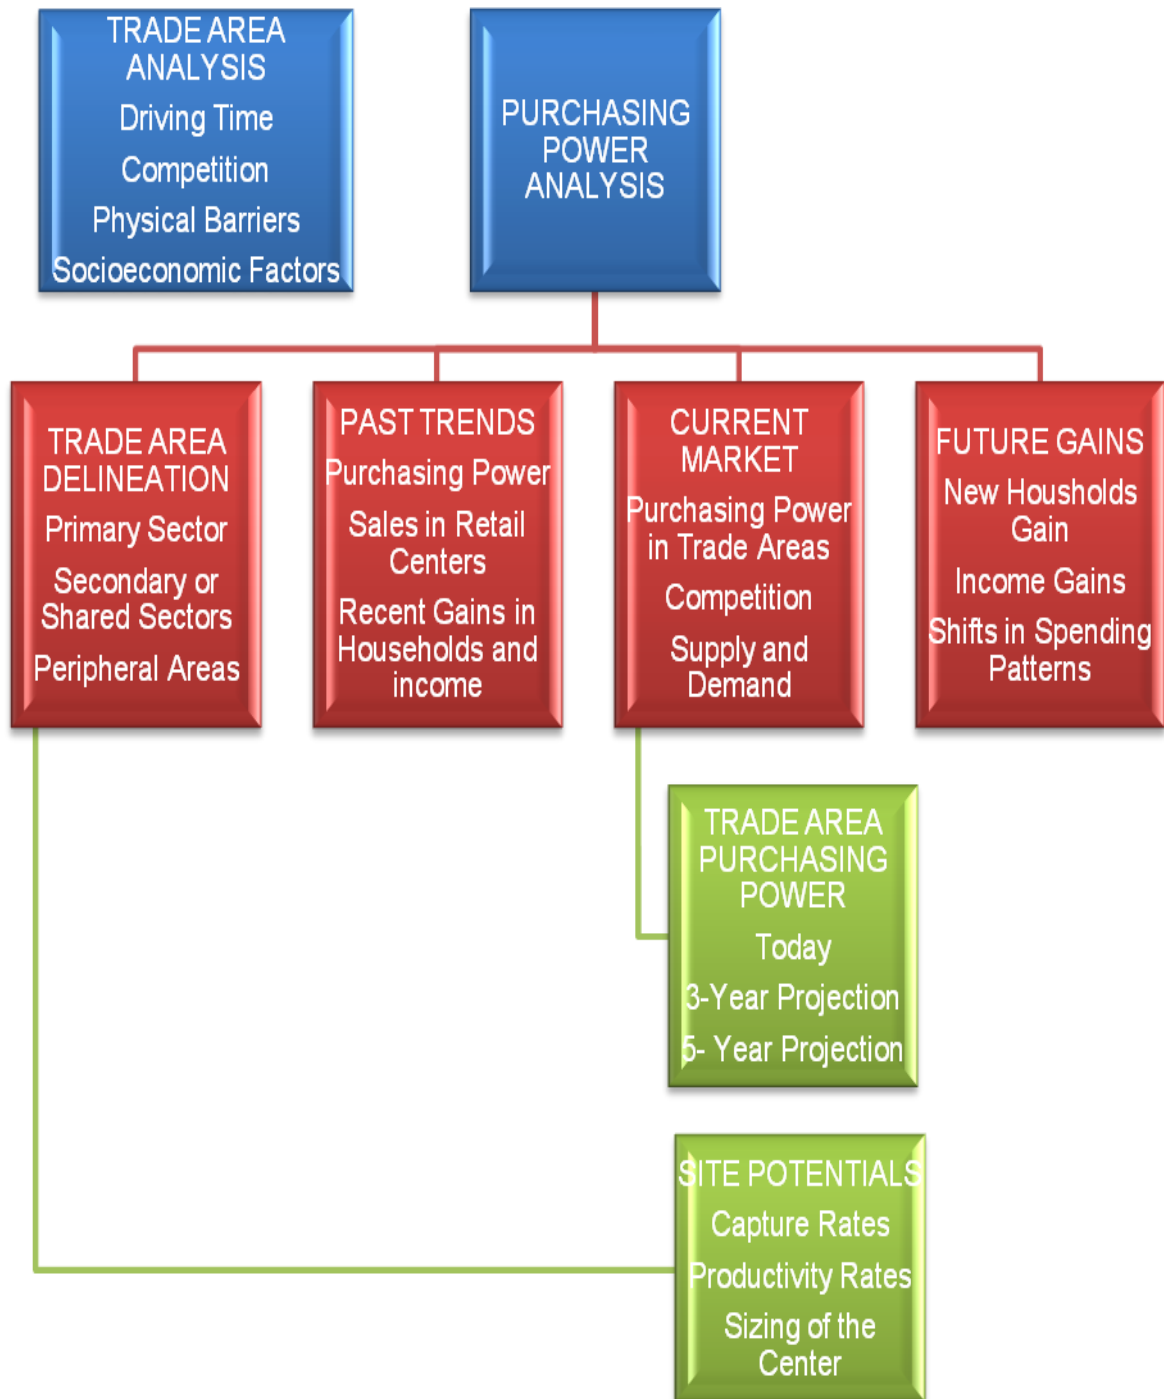 TRADE AREA
ANALYSIS
Driving Time
Competition
Physical Barriers
Socioeconomic Factors
PURCHASING
POWER
ANALYSIS
TRADE AREA
DELINEATION
Primary Sector
Secondary or
Shared Sectors
Peripheral Areas
PAST TRENDS
Purchasing Power
Sales in Retail
Centers
Recent Gains in
Households and
income
CURRENT
MARKET
Purchasing Power
in Trade Areas
Competition
Supply and
Demand
FUTURE GAINS
New Housholds
Gain
Income Gains
Shifts in Spending
Patterns
TRADE AREA
PURCHASING
POWER
Today
3-Year Projection
5- Year Projection
SITE POTENTIALS
Capture Rates
Productivity Rates
Sizing of the
Center